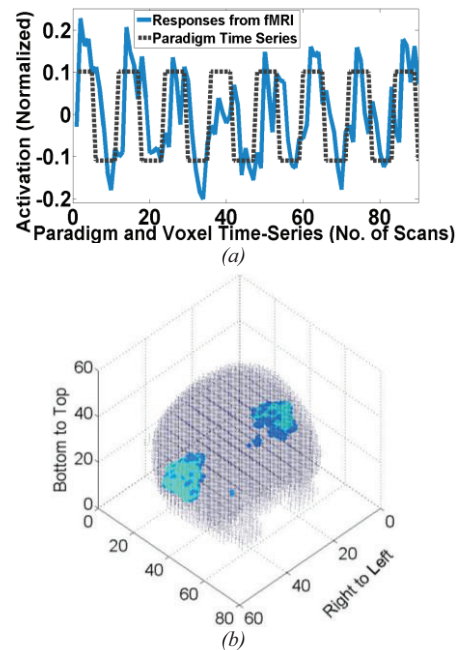 Responses from fMRI
Paradigm Time Series
Activation (Normalized)
0.2
0.1
0
-0.1
-0.2
0 20 40 60 80
Paradigm and Voxel Time-Series (No. of Scans)
(a)
Bottom to Top
60
40
20
0
0
20
40
60
80
60
40
20
0
Right to Left
(b)